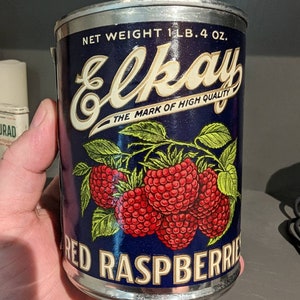 NET WEIGHT 1 LB. 4 OZ.
Elkay
THE MARK OF HIGH QUALITY
RED RASPBERRIES